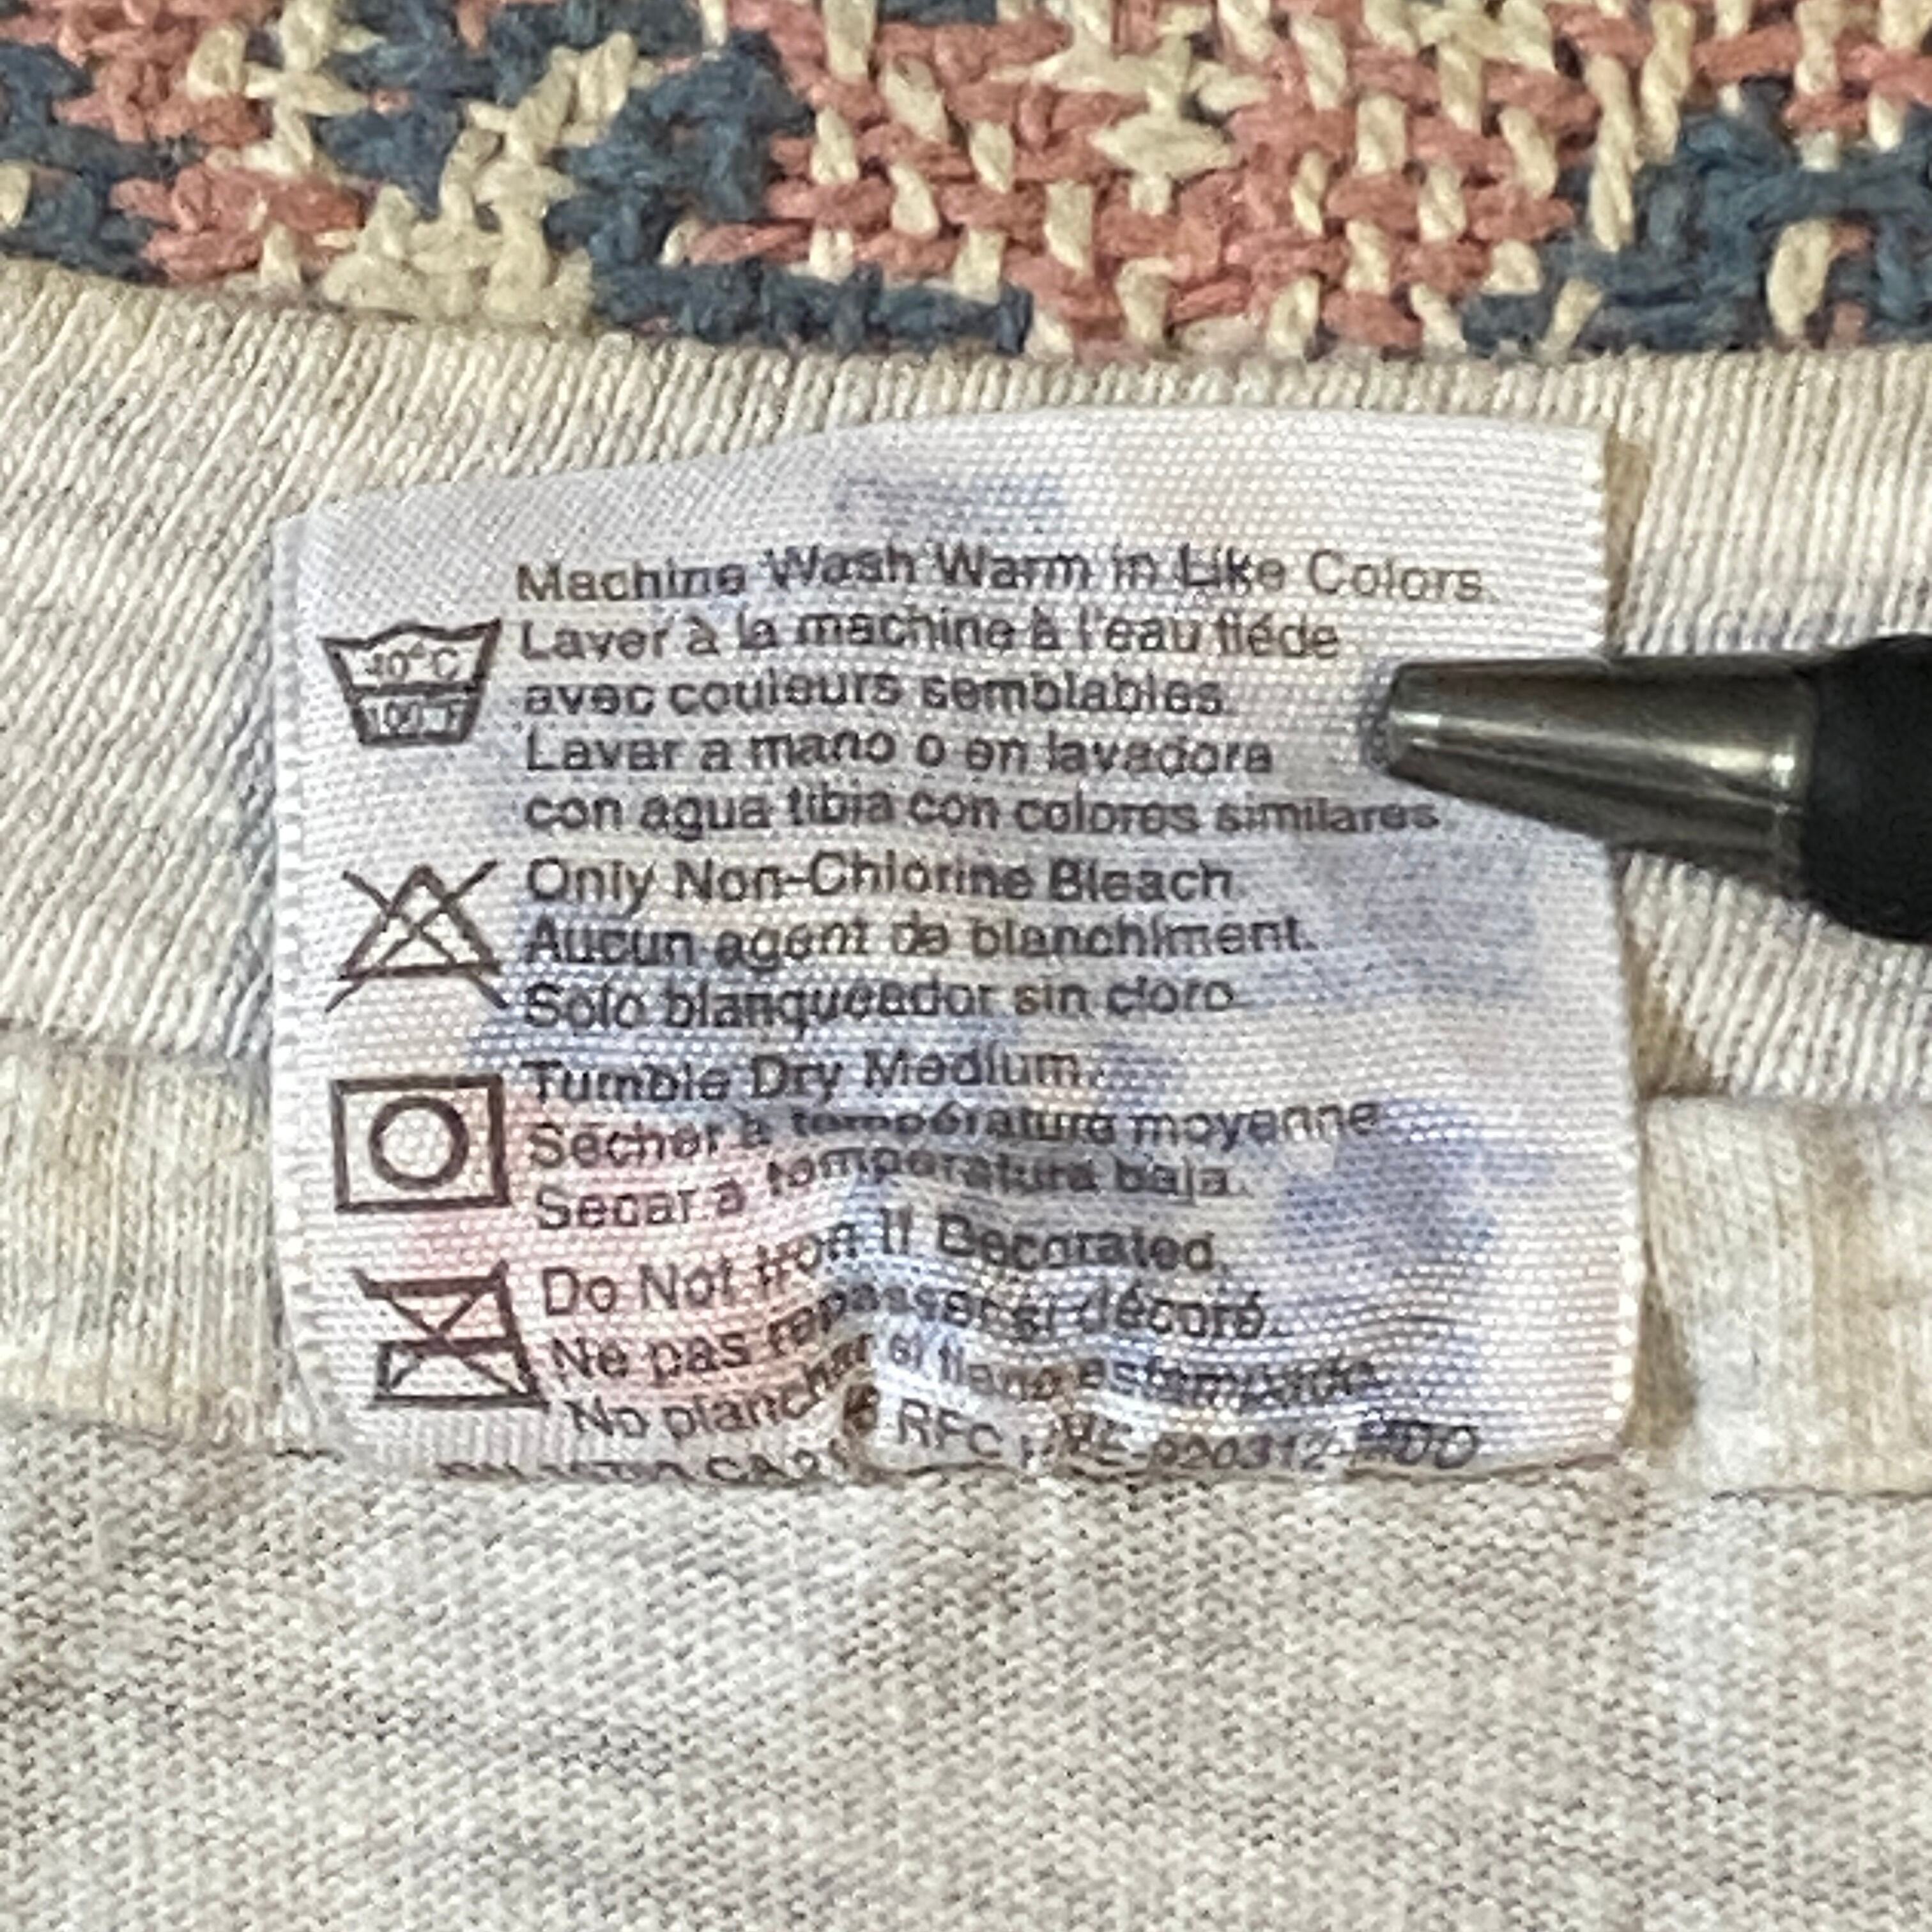 Machine Wash Warm in Like Colors.
40°C
100°F
Laver à la machine à l'eau tiéde
avec couleurs semblables.
Lavar a mano o en lavadora
con agua tibia con colores similares
Only Non-Chlorine Bleach
Aucun agent de blanchiment.
Solo blanqueador sin cloro
Tumble Dry Medium.
Sécher à température moyenne
Secar a temperatura baja.
Do Not Iron If Decorated.
Ne pas repasser si décoré.
No planchar si tiene estampado.
CA
RFC